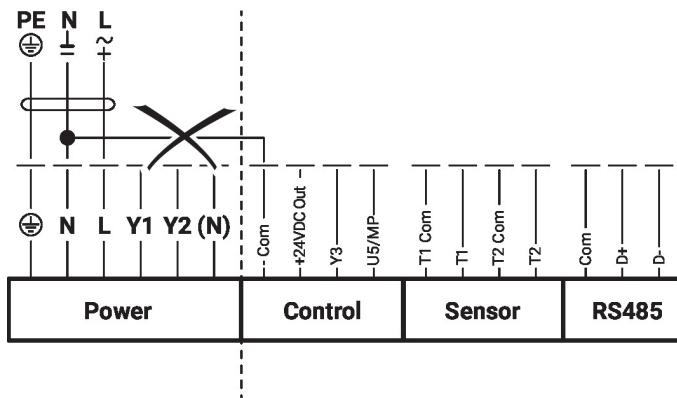 PE N L
N L Y1 Y2 (N)
- Com
+24VDC Out -
Y3
U5/MP
T1 Com
T1
T2 Com
T2
Com
D+
D-
Power
Control
Sensor
RS485